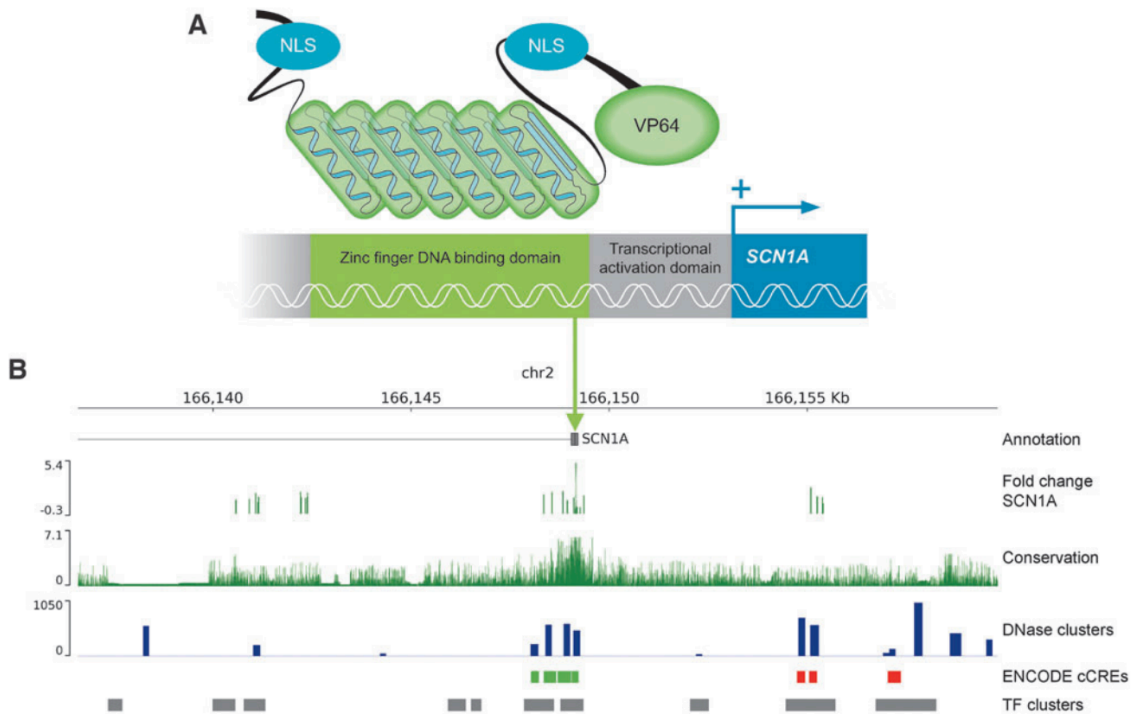 A
NLS
NLS
VP64
+
Zinc finger DNA binding domain
Transcriptional
activation domain
SCN1A
B
chr2
166,140
166,145
166,150
166,155 Kb
SCN1A
Annotation
5.4
-0.3
Fold change
SCN1A
7.1
0
Conservation
1050
0
DNase clusters
ENCODE cCREs
TF clusters